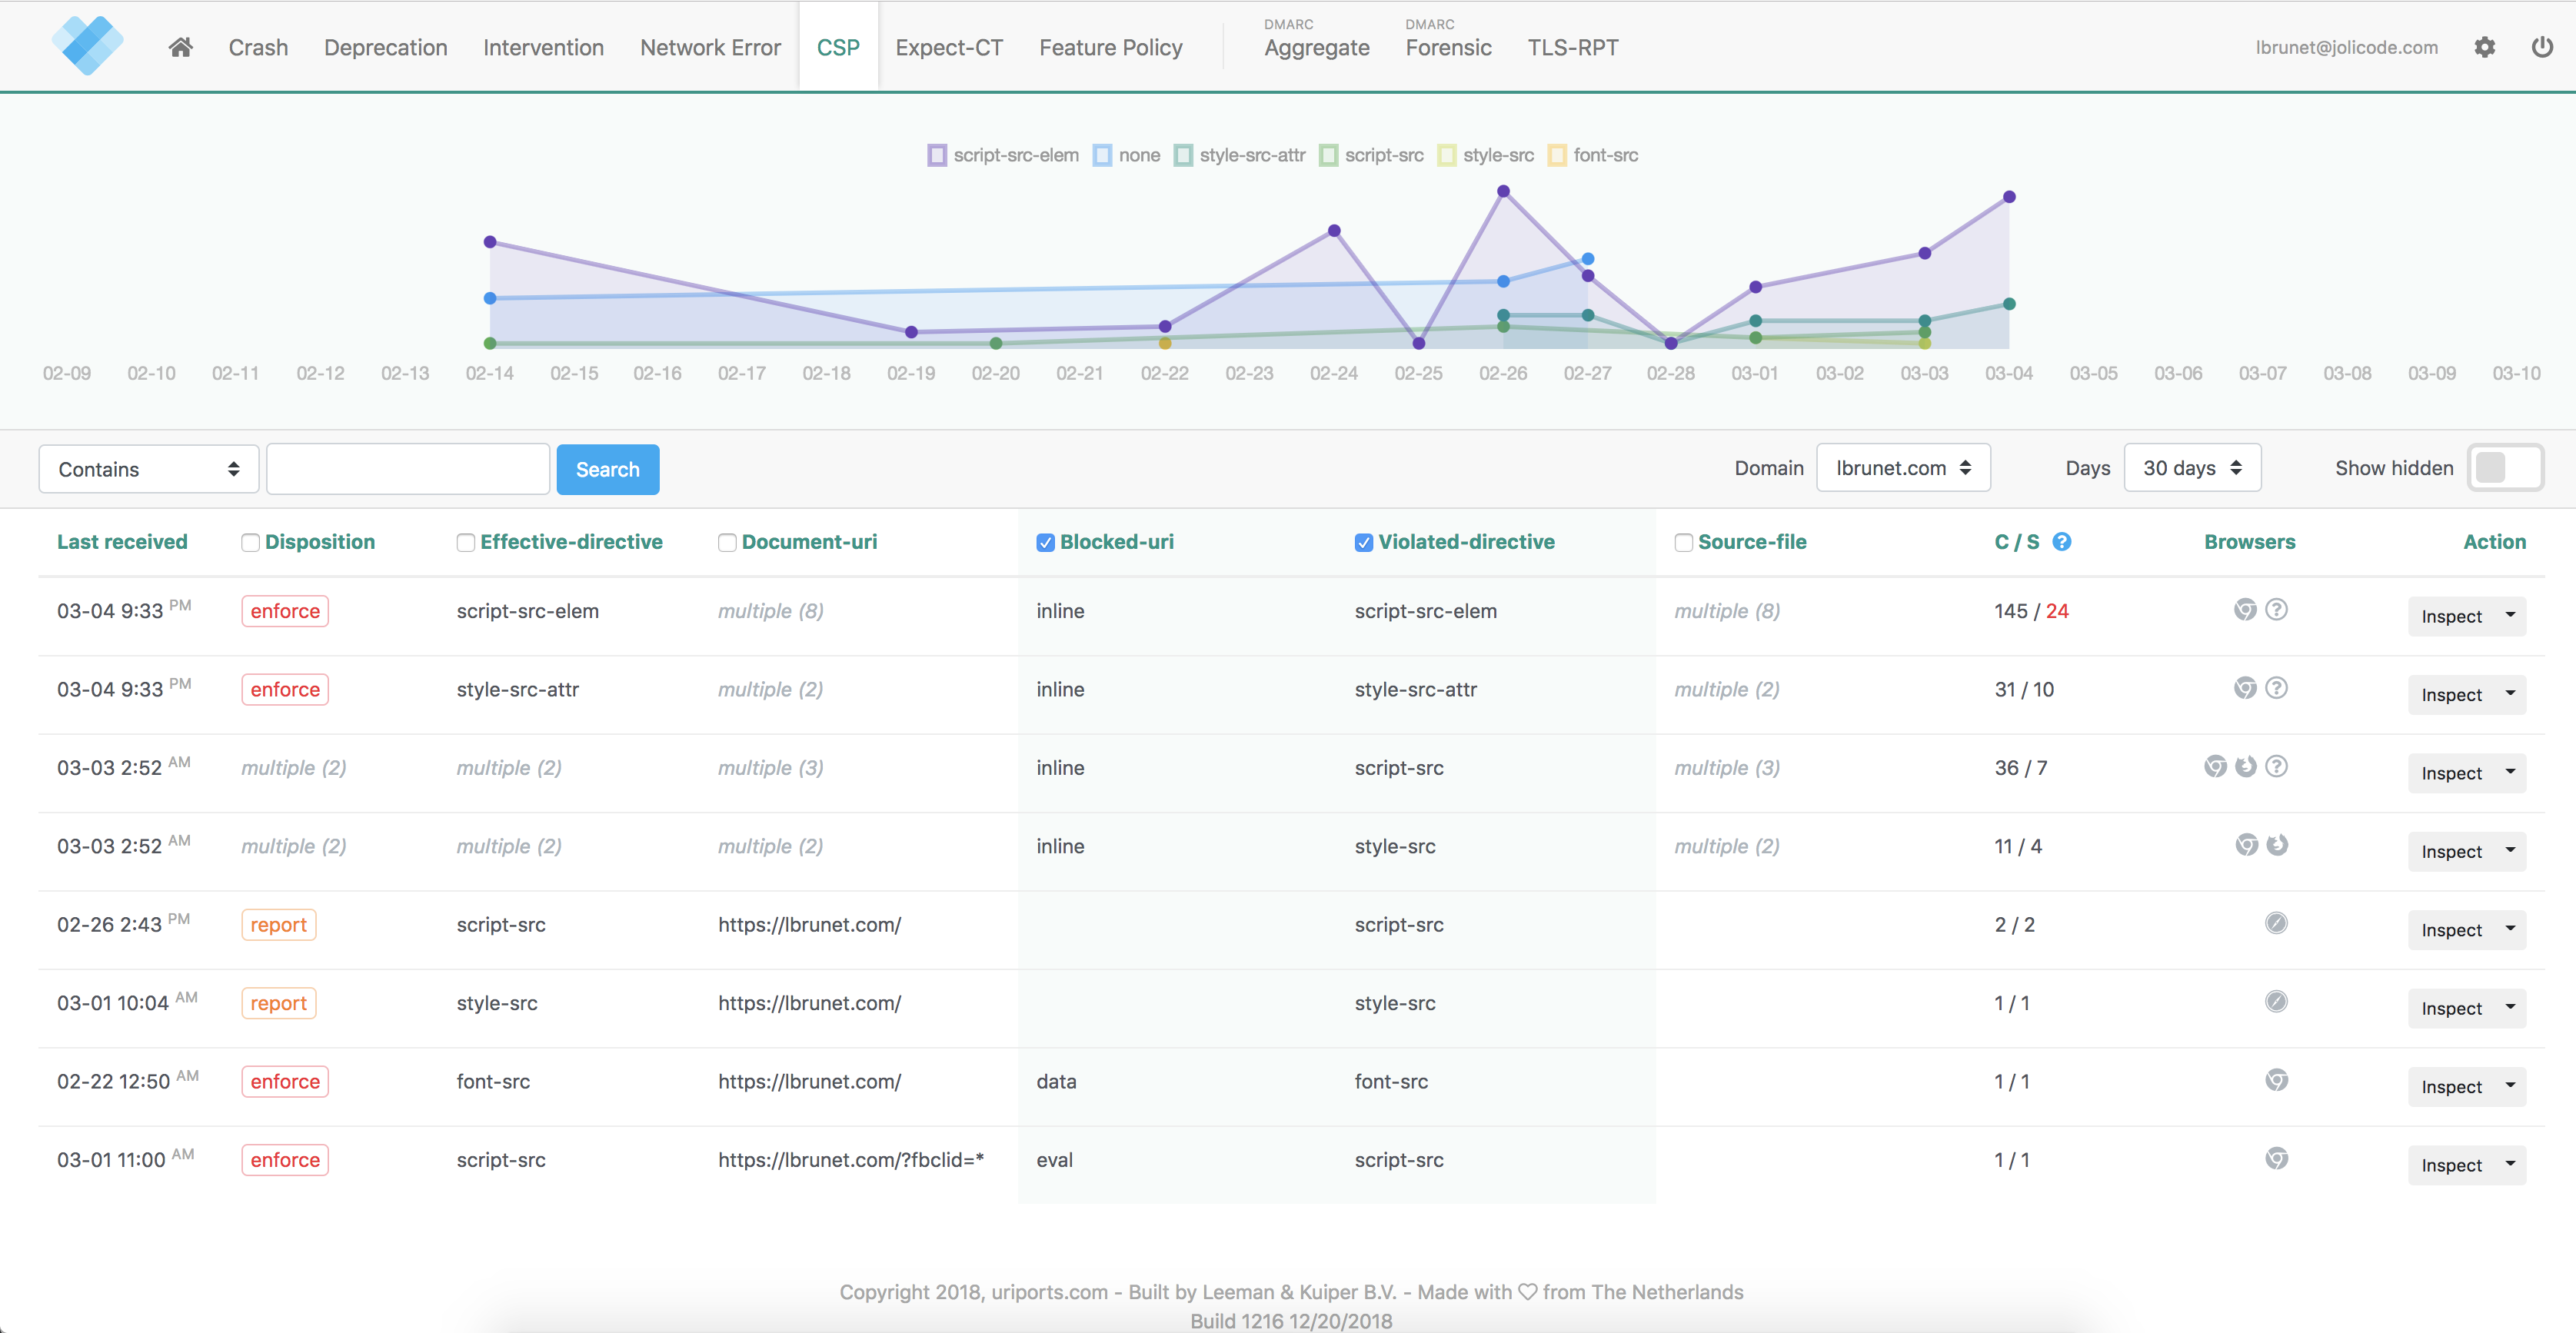 DMARC DMARC
Crash Deprecation Intervention Network Error CSP Expect-CT Feature Policy Aggregate Forensic TLS-RPT lbrunet@jolicode.com
script-src-elem none style-src-attr script-src style-src font-src
02-09 02-10 02-11 02-12 02-13 02-14 02-15 02-16 02-17 02-18 02-19 02-20 02-21 02-22 02-23 02-24 02-25 02-26 02-27 02-28 03-01 03-02 03-03 03-04 03-05 03-06 03-07 03-08 03-09 03-10
Contains Search Domain lbrunet.com Days 30 days Show hidden
Last received Disposition Effective-directive Document-uri Blocked-uri Violated-directive Source-file C / S ? Browsers Action
03-04 9:33 PM enforce script-src-elem multiple (8) inline script-src-elem multiple (8) 145 / 24 ? Inspect
03-04 9:33 PM enforce style-src-attr multiple (2) inline style-src-attr multiple (2) 31 / 10 ? Inspect
03-03 2:52 AM multiple (2) multiple (2) multiple (3) inline script-src multiple (3) 36 / 7 ? Inspect
03-03 2:52 AM multiple (2) multiple (2) multiple (2) inline style-src multiple (2) 11 / 4 Inspect
02-26 2:43 PM report script-src https://lbrunet.com/ script-src 2 / 2 Inspect
03-01 10:04 AM report style-src https://lbrunet.com/ style-src 1 / 1 Inspect
02-22 12:50 AM enforce font-src https://lbrunet.com/ data font-src 1 / 1 Inspect
03-01 11:00 AM enforce script-src https://lbrunet.com/?fbclid=* eval script-src 1 / 1 Inspect
Copyright 2018, uriports.com - Built by Leeman & Kuiper B.V. - Made with ♡ from The Netherlands
Build 1216 12/20/2018